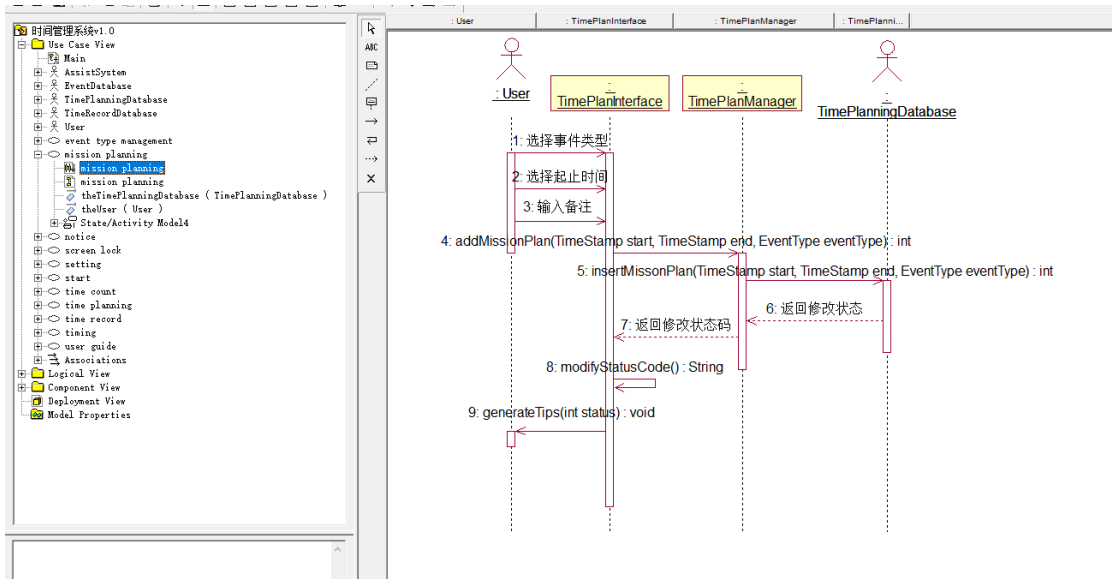 时间管理系统v1.0
Use Case View
Main
AssistSystem
EventDatabase
TimePlanningDatabase
TimeRecordDatabase
User
event type management
mission planning
mission planning
mission planning
theTimePlanningDatabase ( TimePlanningDatabase )
theUser ( User )
State/Activity Model4
notice
screen lock
setting
start
time count
time planning
time record
timing
user guide
Associations
Logical View
Component View
Deployment View
Model Properties
ABC
: User
: TimePlanInterface
: TimePlanManager
: TimePlanni...
: User
:
TimePlanInterface
:
TimePlanManager
:
TimePlanningDatabase
1: 选择事件类型
2: 选择起止时间
3: 输入备注
4: addMissionPlan(TimeStamp start, TimeStamp end, EventType eventType) : int
5: insertMissonPlan(TimeStamp start, TimeStamp end, EventType eventType) : int
6: 返回修改状态
7: 返回修改状态码
8: modifyStatusCode() : String
9: generateTips(int status) : void